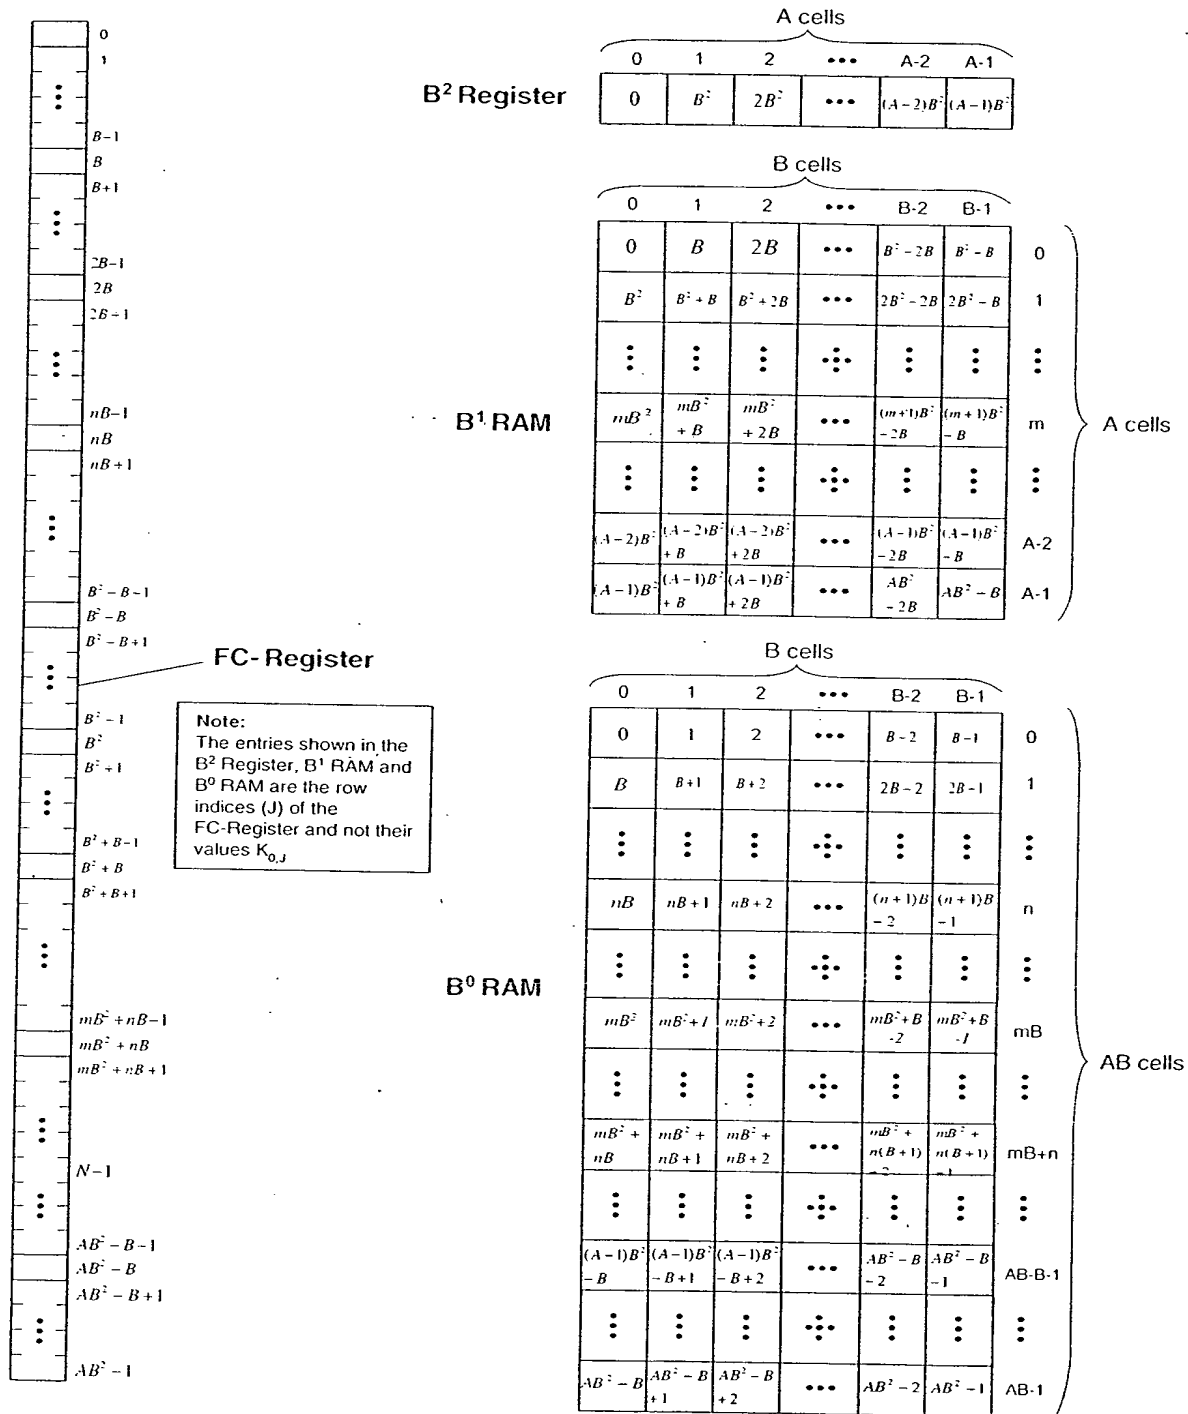 0
1
B-1
B
B+1
2B-1
2B
2B+1
nB-1
nB
nB+1
B² - B - 1
B² - B
B² - B+1
B² - 1
B²
B² + 1
B² + B - 1
B² + B
B² + B+1
mB² + nB - 1
mB² + nB
mB² + nB + 1
N-1
AB² - B - 1
AB² - B
AB² - B + 1
AB² - 1
FC-Register
Note:
The entries shown in the
B² Register, B¹ RAM and
B⁰ RAM are the row
indices (J) of the
FC-Register and not their
values K₀,J
A cells
0 1 2 ••• A-2 A-1
B² Register
0 B² 2B² ••• (A-2)B² (A-1)B²
B cells
0 1 2 ••• B-2 B-1
0 B 2B ••• B² - 2B B² - B 0
B² B² + B B² + 2B ••• 2B² - 2B 2B² - B 1
B¹ RAM
mB² mB² + B mB² + 2B ••• (m+1)B² - 2B (m+1)B² - B m
A cells
(A-2)B² (A-2)B² + B (A-2)B² + 2B ••• (A-1)B² - 2B (A-1)B² - B A-2
(A-1)B² (A-1)B² + B (A-1)B² + 2B ••• AB² - 2B AB² - B A-1
B cells
0 1 2 ••• B-2 B-1
0 1 2 ••• B-2 B-1 0
B B+1 B+2 ••• 2B-2 2B-1 1
nB nB+1 nB+2 ••• (n+1)B - 2 (n+1)B - 1 n
B⁰ RAM
mB² mB²+1 mB²+2 ••• mB²+B -2 mB²+B -1 mB
AB cells
mB² + nB mB² + nB+1 mB² + nB+2 ••• mB² + n(B+1) - 2 mB² + n(B+1) - 1 mB+n
(A-1)B² - B (A-1)B² - B+1 (A-1)B² - B+2 ••• AB² - B - 2 AB² - B - 1 AB-B-1
AB² - B AB² - B + 1 AB² - B + 2 ••• AB² - 2 AB² - 1 AB-1